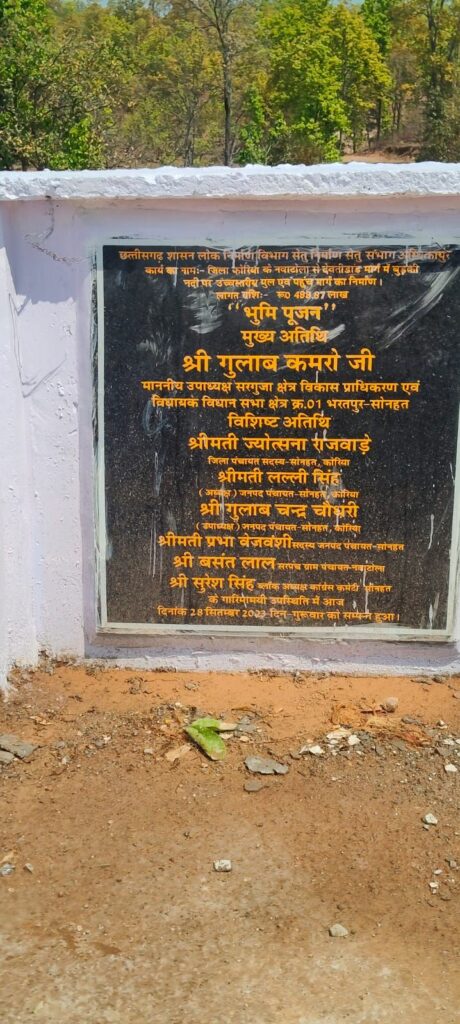 छत्तीसगढ़ शासन लोक निर्माण विभाग सेतु निर्माण सेतु संभाग अम्बिकापुर
कार्य का नामः- जिला कोरिया के नवाटोला से देवतीडांड मार्ग में घुड़की
नदी पर उच्चस्तरीय पुल एवं पहुंच मार्ग का निर्माण।
लागत राशिः- रू0 499.87 लाख
"भुमि पूजन"
मुख्य अतिथि
श्री गुलाब कमरो जी
माननीय उपाध्यक्ष सरगुजा क्षेत्र विकास प्राधिकरण एवं
विधायक विधान सभा क्षेत्र क्र.01 भरतपुर-सोनहत
विशिष्ट अतिथि
श्रीमती ज्योत्सना राजवाड़े
जिला पंचायत सदस्य-सोनहत, कोरिया
श्रीमती लल्ली सिंह
(अध्यक्ष) जनपद पंचायत-सोनहत, कोरिया
श्री गुलाब चन्द्र चौधरी
(उपाध्यक्ष) जनपद पंचायत-सोनहत, कोरिया
श्रीमती प्रभा वेजवंशी सदस्य जनपद पंचायत-सोनहत
श्री बसंत लाल सरपंच ग्राम पंचायत-नवाटोला
श्री सुरेश सिंह ब्लॉक अध्यक्ष कांग्रेस कमेटी सोनहत
के गरिमामयी उपस्थिति में आज
दिनांक 28 सितम्बर 2023 दिन-गुरूवार को सम्पन्न हुआ।